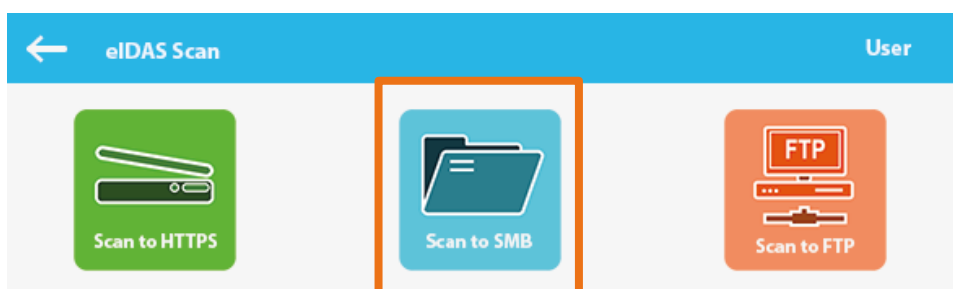 eIDAS Scan
User
FTP
Scan to HTTPS
Scan to SMB
Scan to FTP